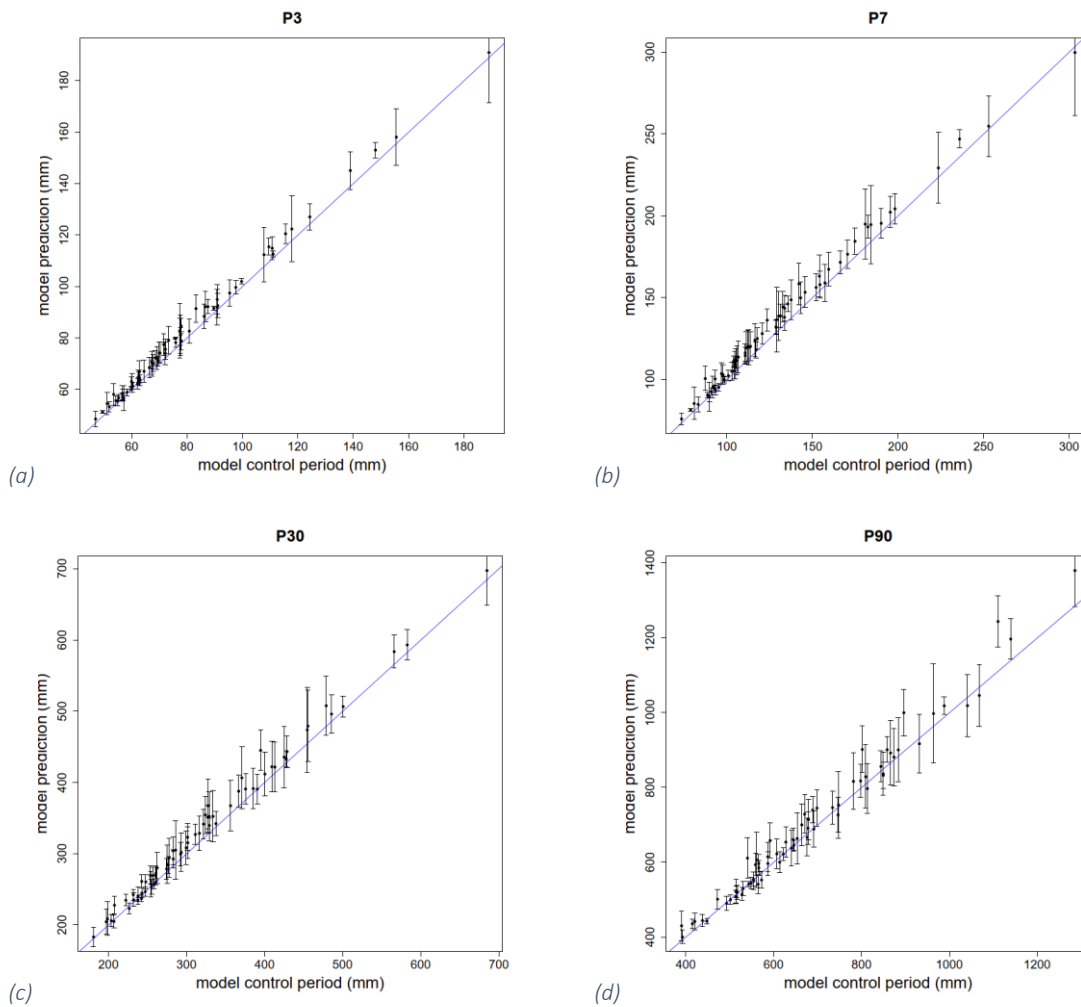 P3
model prediction (mm)
60 80 100 120 140 160 180
60 80 100 120 140 160 180
model control period (mm)
(a)
P7
model prediction (mm)
100 150 200 250 300
100 150 200 250 300
model control period (mm)
(b)
P30
model prediction (mm)
200 300 400 500 600 700
200 300 400 500 600 700
model control period (mm)
(c)
P90
model prediction (mm)
400 600 800 1000 1200 1400
400 600 800 1000 1200
model control period (mm)
(d)